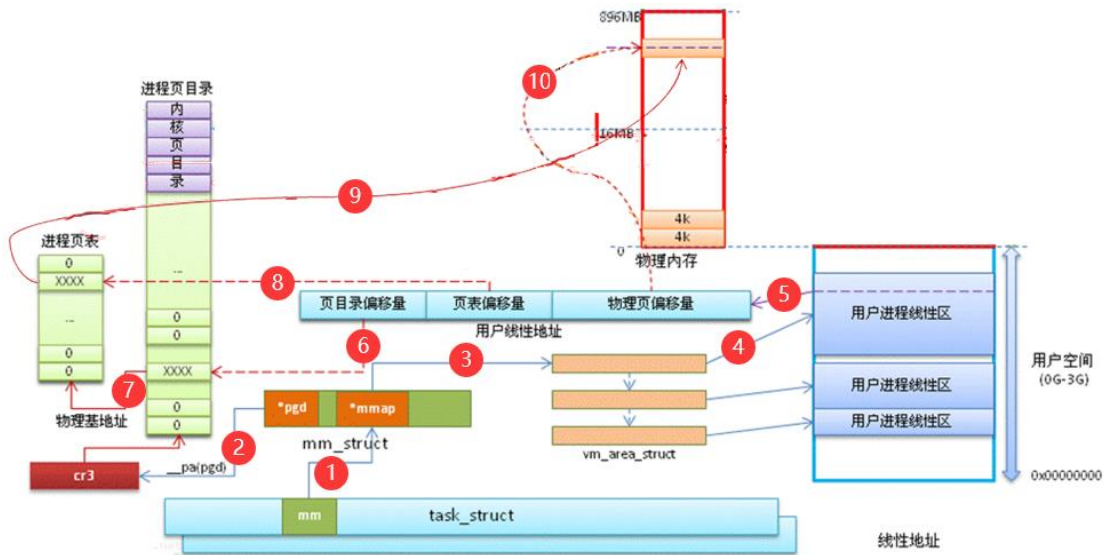 896MB
10
进程页目录
内
核
页
目
录
16MB
9
进程页表
0
XXXX
...
0
0
...
0
0
XXXX
0
0
4k
4k
0
物理内存
8
页目录偏移量 页表偏移量 物理页偏移量
用户线性地址
5
用户进程线性区
6
3
4
7
用户进程线性区
用户空间
(0G-3G)
物理基地址
*pgd *mmap
用户进程线性区
2
mm_struct
vm_area_struct
cr3
__pa(pgd)
1
0x00000000
mm
task_struct
线性地址